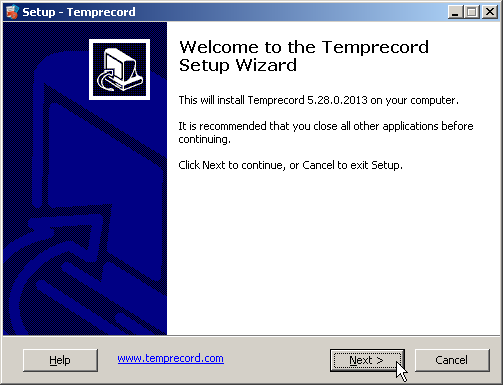 Setup - Temprecord
Welcome to the Temprecord
Setup Wizard
This will install Temprecord 5.28.0.2013 on your computer.
It is recommended that you close all other applications before
continuing.
Click Next to continue, or Cancel to exit Setup.
Help
www.temprecord.com
Next >
Cancel